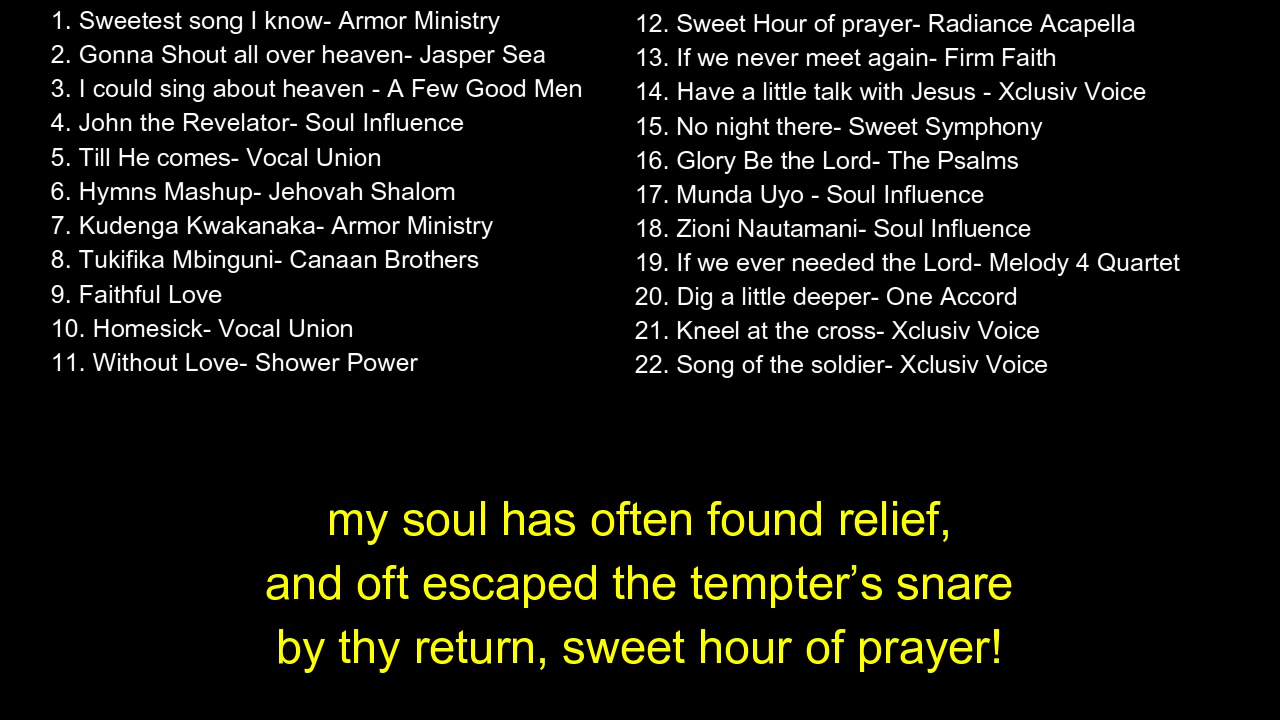 1. Sweetest song I know- Armor Ministry
2. Gonna Shout all over heaven- Jasper Sea
3. I could sing about heaven - A Few Good Men
4. John the Revelator- Soul Influence
5. Till He comes- Vocal Union
6. Hymns Mashup- Jehovah Shalom
7. Kudenga Kwakanaka- Armor Ministry
8. Tukifika Mbinguni- Canaan Brothers
9. Faithful Love
10. Homesick- Vocal Union
11. Without Love- Shower Power
12. Sweet Hour of prayer- Radiance Acapella
13. If we never meet again- Firm Faith
14. Have a little talk with Jesus - Xclusiv Voice
15. No night there- Sweet Symphony
16. Glory Be the Lord- The Psalms
17. Munda Uyo - Soul Influence
18. Zioni Nautamani- Soul Influence
19. If we ever needed the Lord- Melody 4 Quartet
20. Dig a little deeper- One Accord
21. Kneel at the cross- Xclusiv Voice
22. Song of the soldier- Xclusiv Voice
my soul has often found relief,
and oft escaped the tempter’s snare
by thy return, sweet hour of prayer!